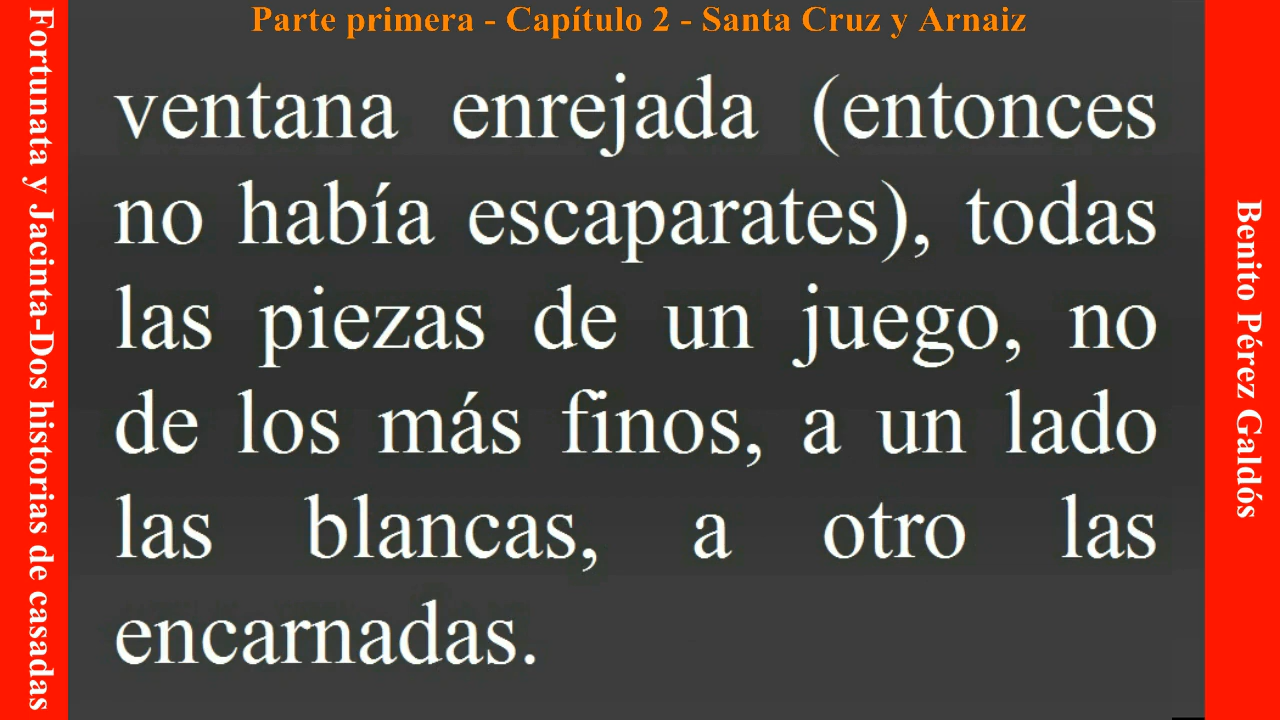 Parte primera - Capítulo 2 - Santa Cruz y Arnaiz
Fortunata y Jacinta-Dos historias de casadas
ventana enrejada (entonces
no había escaparates), todas
las piezas de un juego, no
de los más finos, a un lado
las blancas, a otro las
encarnadas.
Benito Pérez Galdós